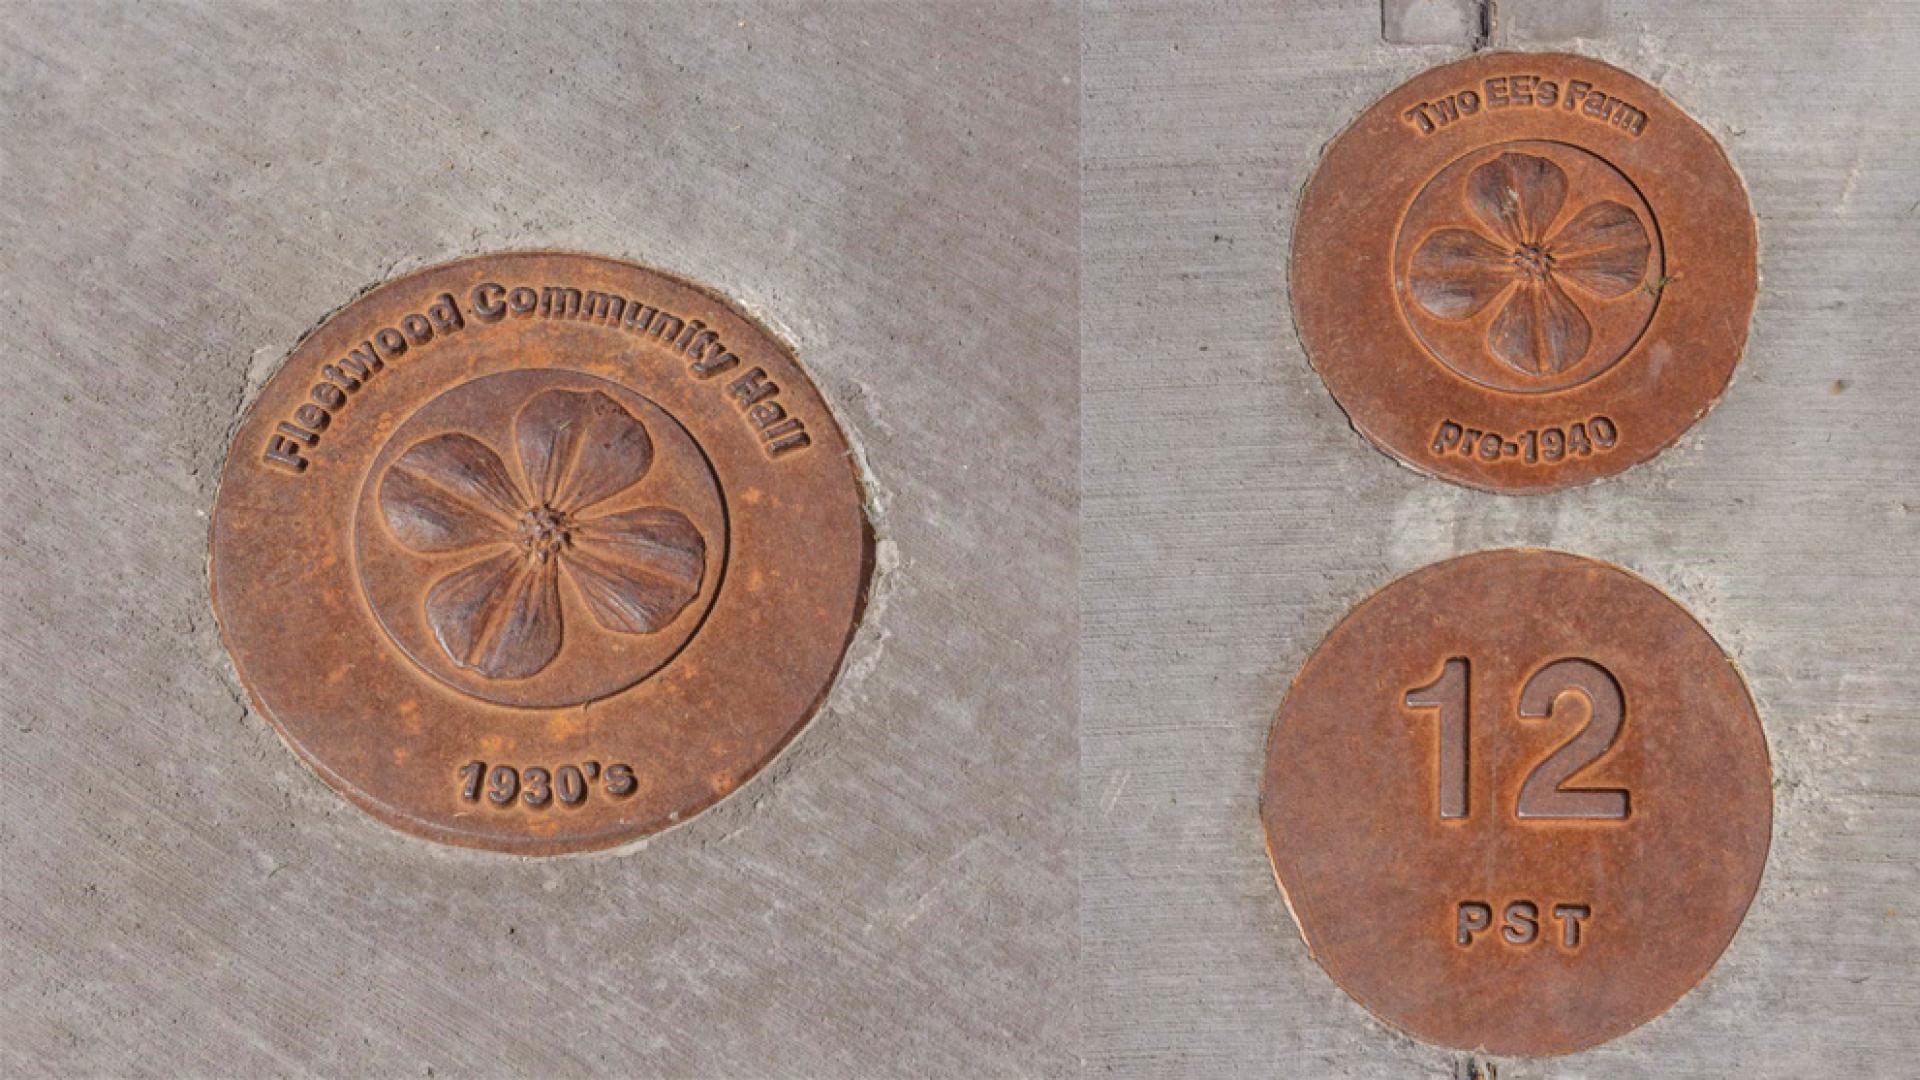 Fleetwood Community Hall
1930's
Two EE's Farm
pre-1940
12
PST